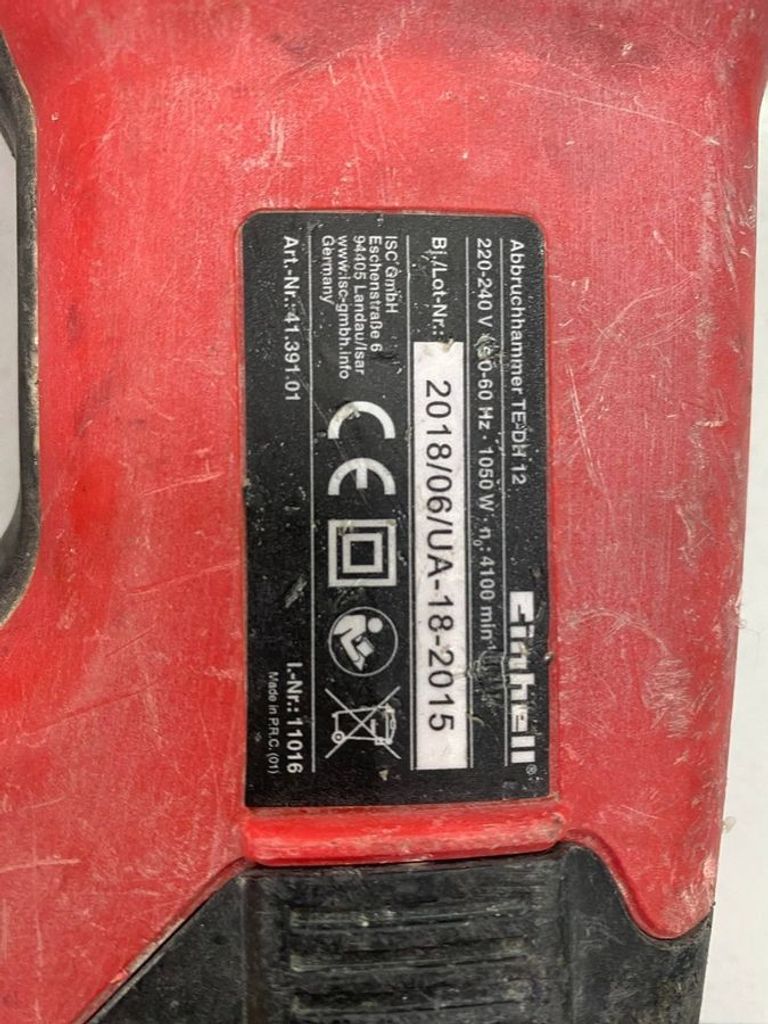 Abbruchhammer TE-DH 12
einhell®
220-240 V · 50-60 Hz · 1050 W · n₀: 4100 min⁻¹
Bj./Lot-Nr.: 2018/06/UA-18-2015
ISC GmbH
Eschenstraße 6
94405 Landau/Isar
www.isc-gmbh.info
Germany
CE
Art.-Nr.: 41.391.01
I.-Nr.: 11016
Made in P.R.C. (01)